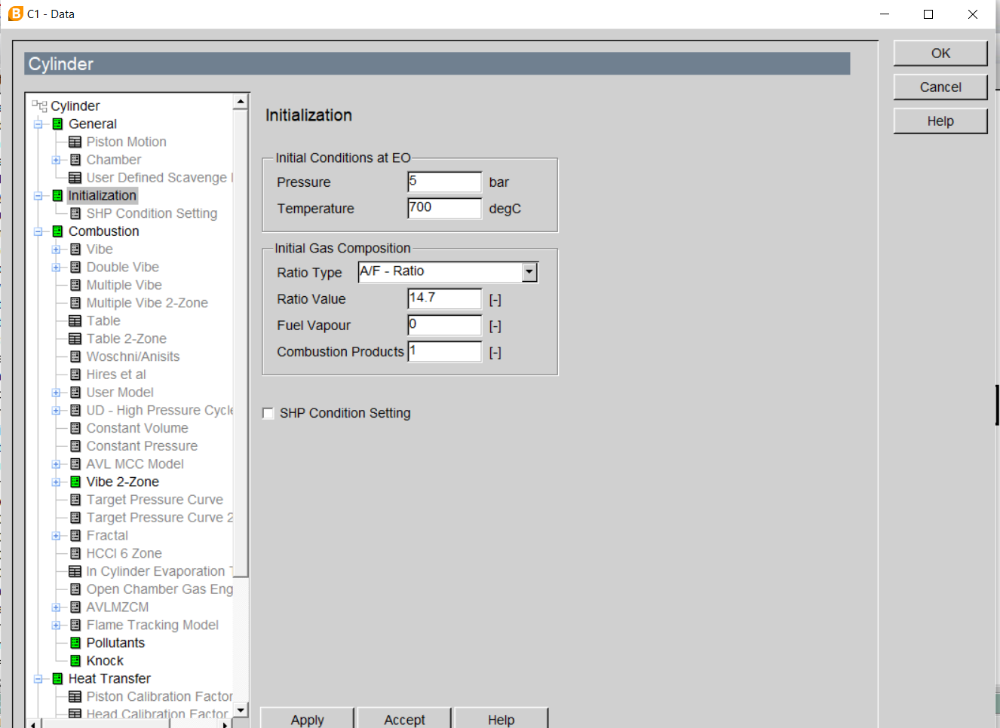 C1 - Data
Cylinder
OK
Cancel
Help
Cylinder
General
Piston Motion
Chamber
User Defined Scavenge
Initialization
SHP Condition Setting
Combustion
Vibe
Double Vibe
Multiple Vibe
Multiple Vibe 2-Zone
Table
Table 2-Zone
Woschni/Anisits
Hires et al
User Model
UD - High Pressure Cycle
Constant Volume
Constant Pressure
AVL MCC Model
Vibe 2-Zone
Target Pressure Curve
Target Pressure Curve 2
Fractal
HCCI 6 Zone
In Cylinder Evaporation
Open Chamber Gas Eng
AVLMZCM
Flame Tracking Model
Pollutants
Knock
Heat Transfer
Piston Calibration Factor
Head Calibration Factor
Initialization
Initial Conditions at EO
Pressure 5 bar
Temperature 700 degC
Initial Gas Composition
Ratio Type A/F - Ratio
Ratio Value 14.7 [-]
Fuel Vapour 0 [-]
Combustion Products 1 [-]
SHP Condition Setting
Apply Accept Help